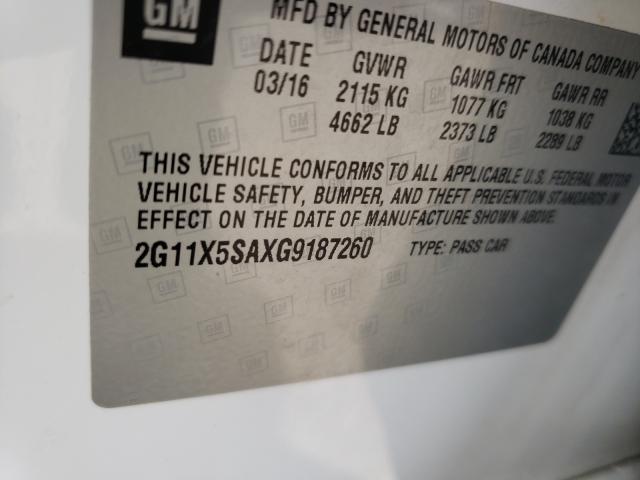 GM
MFD BY GENERAL MOTORS OF CANADA COMPANY
DATE GVWR GAWR FRT GAWR RR
03/16 2115 KG 1077 KG 1038 KG
4662 LB 2373 LB 2289 LB
THIS VEHICLE CONFORMS TO ALL APPLICABLE U.S. FEDERAL MOTOR
VEHICLE SAFETY, BUMPER, AND THEFT PREVENTION STANDARDS IN
EFFECT ON THE DATE OF MANUFACTURE SHOWN ABOVE.
2G11X5SAXG9187260 TYPE: PASS CAR